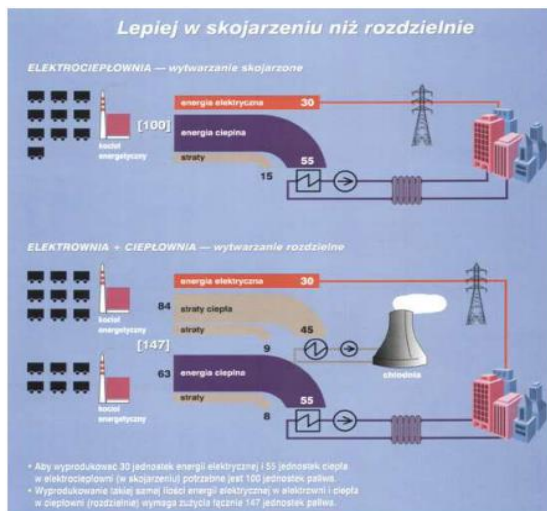 Lepiej w skojarzeniu niż rozdzielnie
ELEKTROCIEPŁOWNIA — wytwarzanie skojarzone
energia elektryczna 30
[100]
energia cieplna
kocioł
energetyczny
straty
55
15
ELEKTROWNIA + CIEPŁOWNIA — wytwarzanie rozdzielne
energia elektryczna 30
84
straty ciepła
kocioł
energetyczny
straty
45
9
[147]
chłodnia
63
energia cieplna
straty
55
8
kocioł
energetyczny
• Aby wyprodukować 30 jednostek energii elektrycznej i 55 jednostek ciepła
w elektrociepłowni (w skojarzeniu) potrzebne jest 100 jednostek paliwa.
• Wyprodukowanie takiej samej ilości energii elektrycznej w elektrowni i ciepła
w ciepłowni (rozdzielnie) wymaga zużycia łącznie 147 jednostek paliwa.